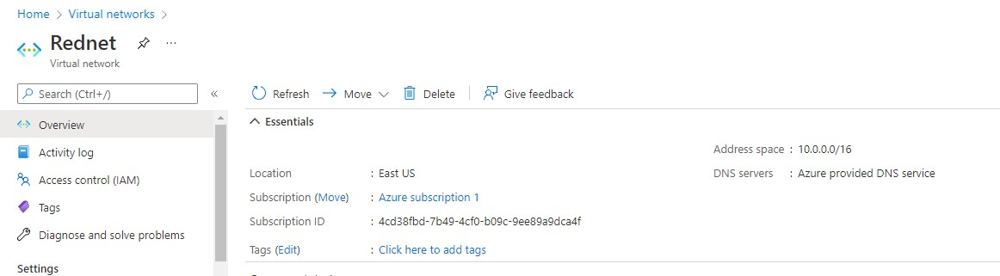 Home > Virtual networks >
Rednet ...
Virtual network
Search (Ctrl+/) «
Refresh Move Delete Give feedback
Overview
Activity log
Access control (IAM)
Tags
Diagnose and solve problems
Settings
Essentials
Address space : 10.0.0.0/16
Location : East US
DNS servers : Azure provided DNS service
Subscription (Move) : Azure subscription 1
Subscription ID : 4cd38fbd-7b49-4cf0-b09c-9ee89a9dca4f
Tags (Edit) : Click here to add tags